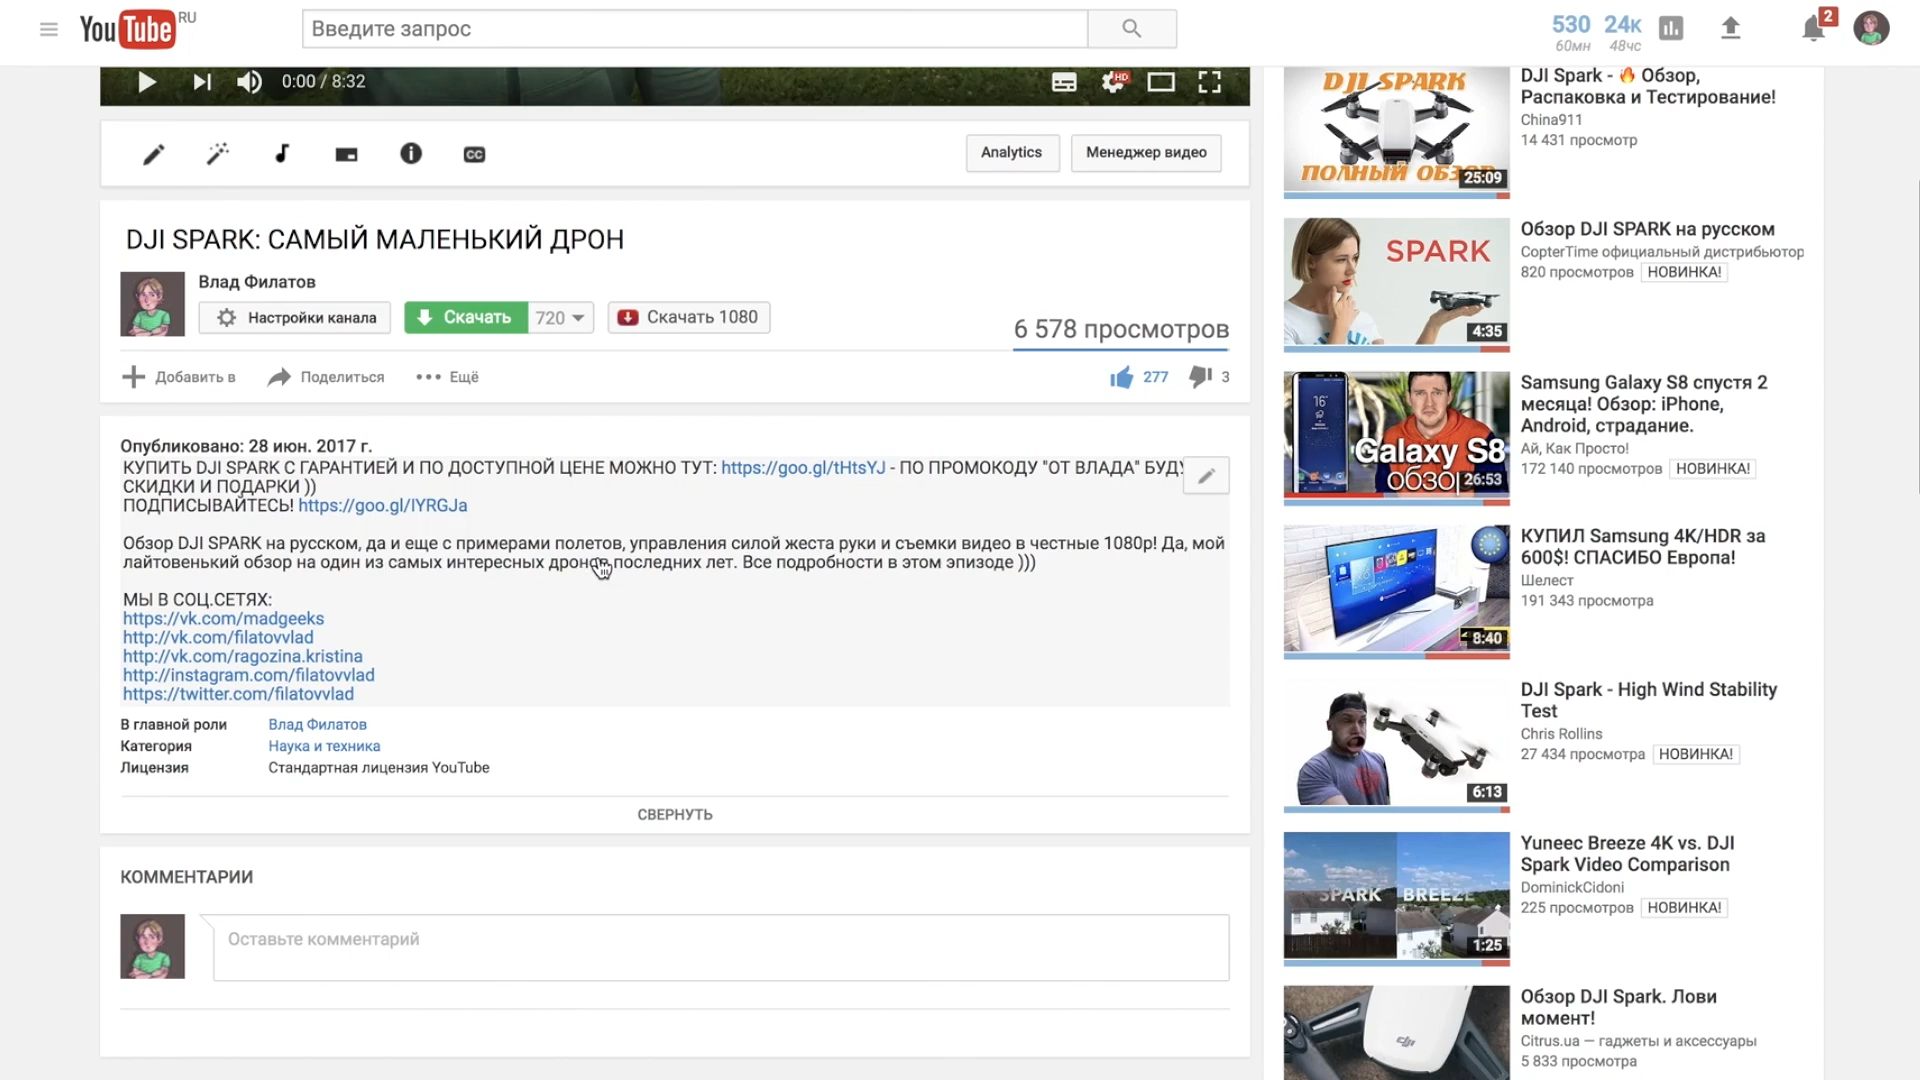 YouTube RU
Введите запрос
530 24к
60мн 48чс
2
0:00 / 8:32
HD
CC
Analytics
Менеджер видео
DJI SPARK: САМЫЙ МАЛЕНЬКИЙ ДРОН
Влад Филатов
Настройки канала
Скачать 720
Скачать 1080
6 578 просмотров
Добавить в
Поделиться
Ещё
277
3
Опубликовано: 28 июн. 2017 г.
КУПИТЬ DJI SPARK С ГАРАНТИЕЙ И ПО ДОСТУПНОЙ ЦЕНЕ МОЖНО ТУТ: https://goo.gl/tHtsYJ - ПО ПРОМОКОДУ "ОТ ВЛАДА" БУДУ
СКИДКИ И ПОДАРКИ ))
ПОДПИСЫВАЙТЕСЬ! https://goo.gl/IYRGJa
Обзор DJI SPARK на русском, да и еще с примерами полетов, управления силой жеста руки и съемки видео в честные 1080p! Да, мой
лайтовенький обзор на один из самых интересных дронов последних лет. Все подробности в этом эпизоде )))
МЫ В СОЦ.СЕТЯХ:
https://vk.com/madgeeks
http://vk.com/filatovvlad
http://vk.com/ragozina.kristina
http://instagram.com/filatovvlad
https://twitter.com/filatovvlad
В главной роли Влад Филатов
Категория Наука и техника
Лицензия Стандартная лицензия YouTube
СВЕРНУТЬ
КОММЕНТАРИИ
Оставьте комментарий
DJI SPARK
ПОЛНЫЙ ОБЗ
25:09
DJI Spark - 🔥 Обзор,
Распаковка и Тестирование!
China911
14 431 просмотр
SPARK
4:35
Обзор DJI SPARK на русском
CopterTime официальный дистрибьютор
820 просмотров НОВИНКА!
16°
Galaxy S8
обзо
26:53
Samsung Galaxy S8 спустя 2
месяца! Обзор: iPhone,
Android, страдание.
Ай, Как Просто!
172 140 просмотров НОВИНКА!
8:40
КУПИЛ Samsung 4K/HDR за
600$! СПАСИБО Европа!
Шелест
191 343 просмотра
6:13
DJI Spark - High Wind Stability
Test
Chris Rollins
27 434 просмотра НОВИНКА!
SPARK BREEZE
1:25
Yuneec Breeze 4K vs. DJI
Spark Video Comparison
DominickCidoni
225 просмотров НОВИНКА!
dji
Обзор DJI Spark. Лови
момент!
Citrus.ua — гаджеты и аксессуары
5 833 просмотра